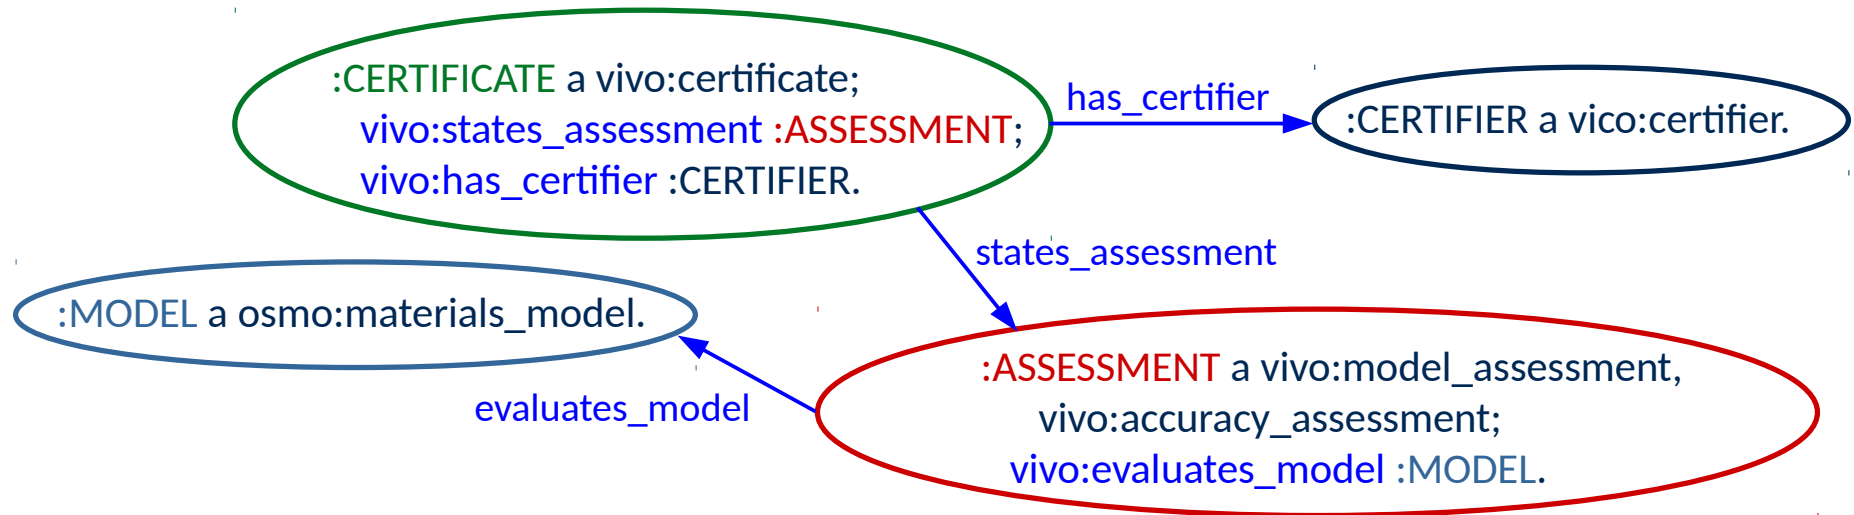 :CERTIFICATE a vivo:certificate;
vivo:states_assessment :ASSESSMENT;
vivo:has_certifier :CERTIFIER.
has_certifier
:CERTIFIER a vico:certifier.
states_assessment
:MODEL a osmo:materials_model.
evaluates_model
:ASSESSMENT a vivo:model_assessment,
vivo:accuracy_assessment;
vivo:evaluates_model :MODEL.